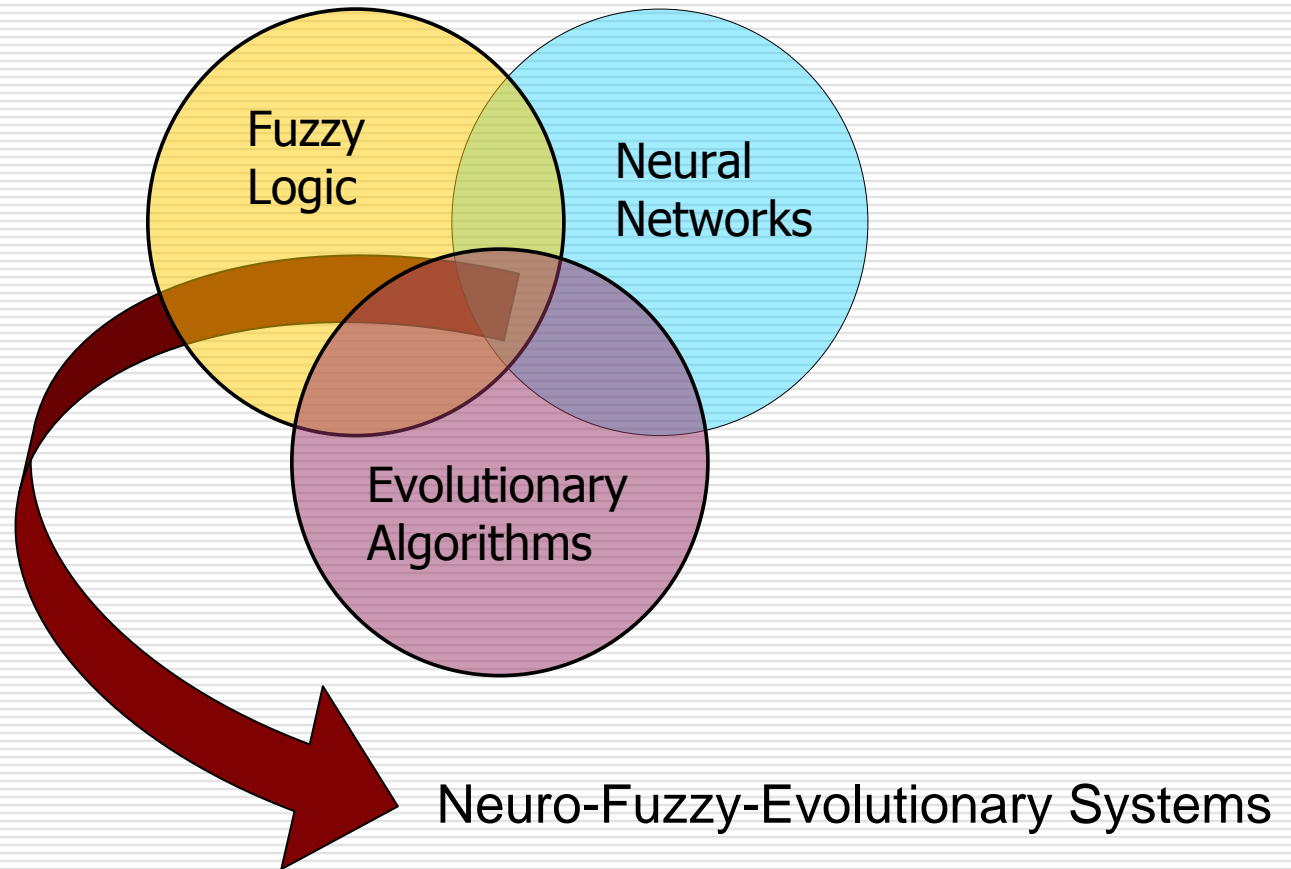 Fuzzy
Logic
Neural
Networks
Evolutionary
Algorithms
Neuro-Fuzzy-Evolutionary Systems